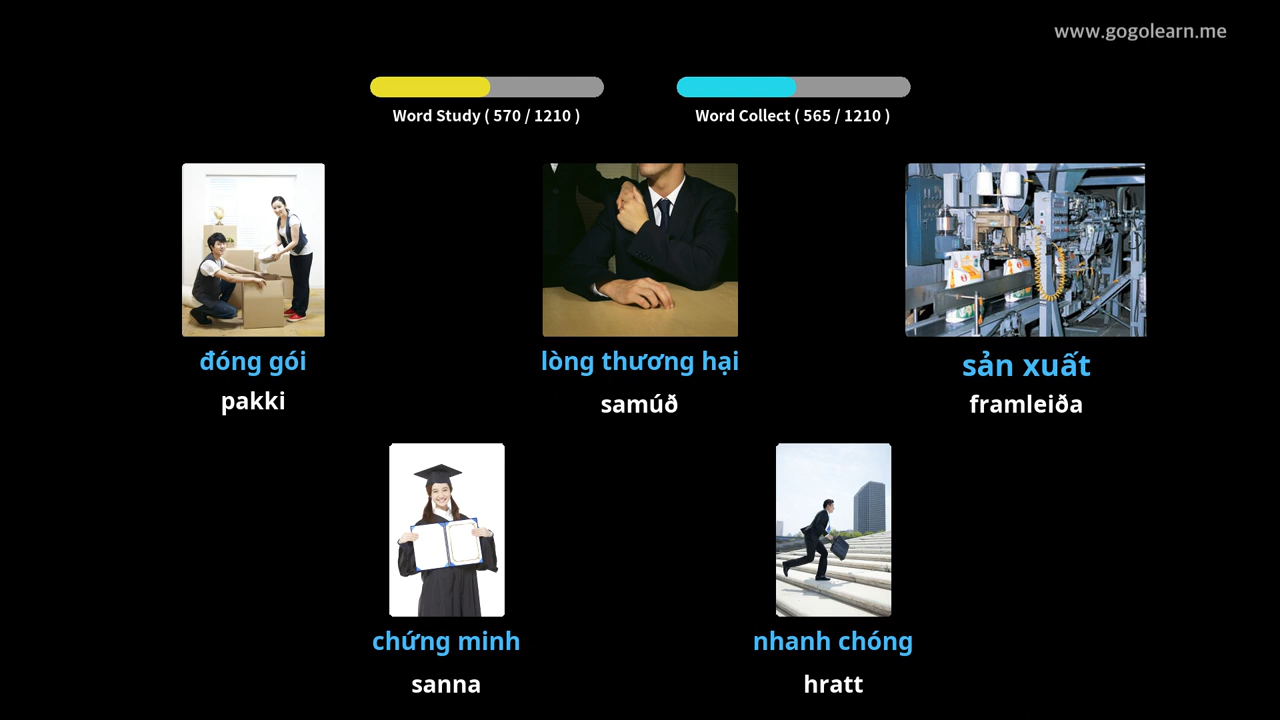 www.gogolearn.me
Word Study ( 570 / 1210 )
Word Collect ( 565 / 1210 )
đóng gói
pakki
lòng thương hại
samúð
sản xuất
framleiða
chứng minh
sanna
nhanh chóng
hratt